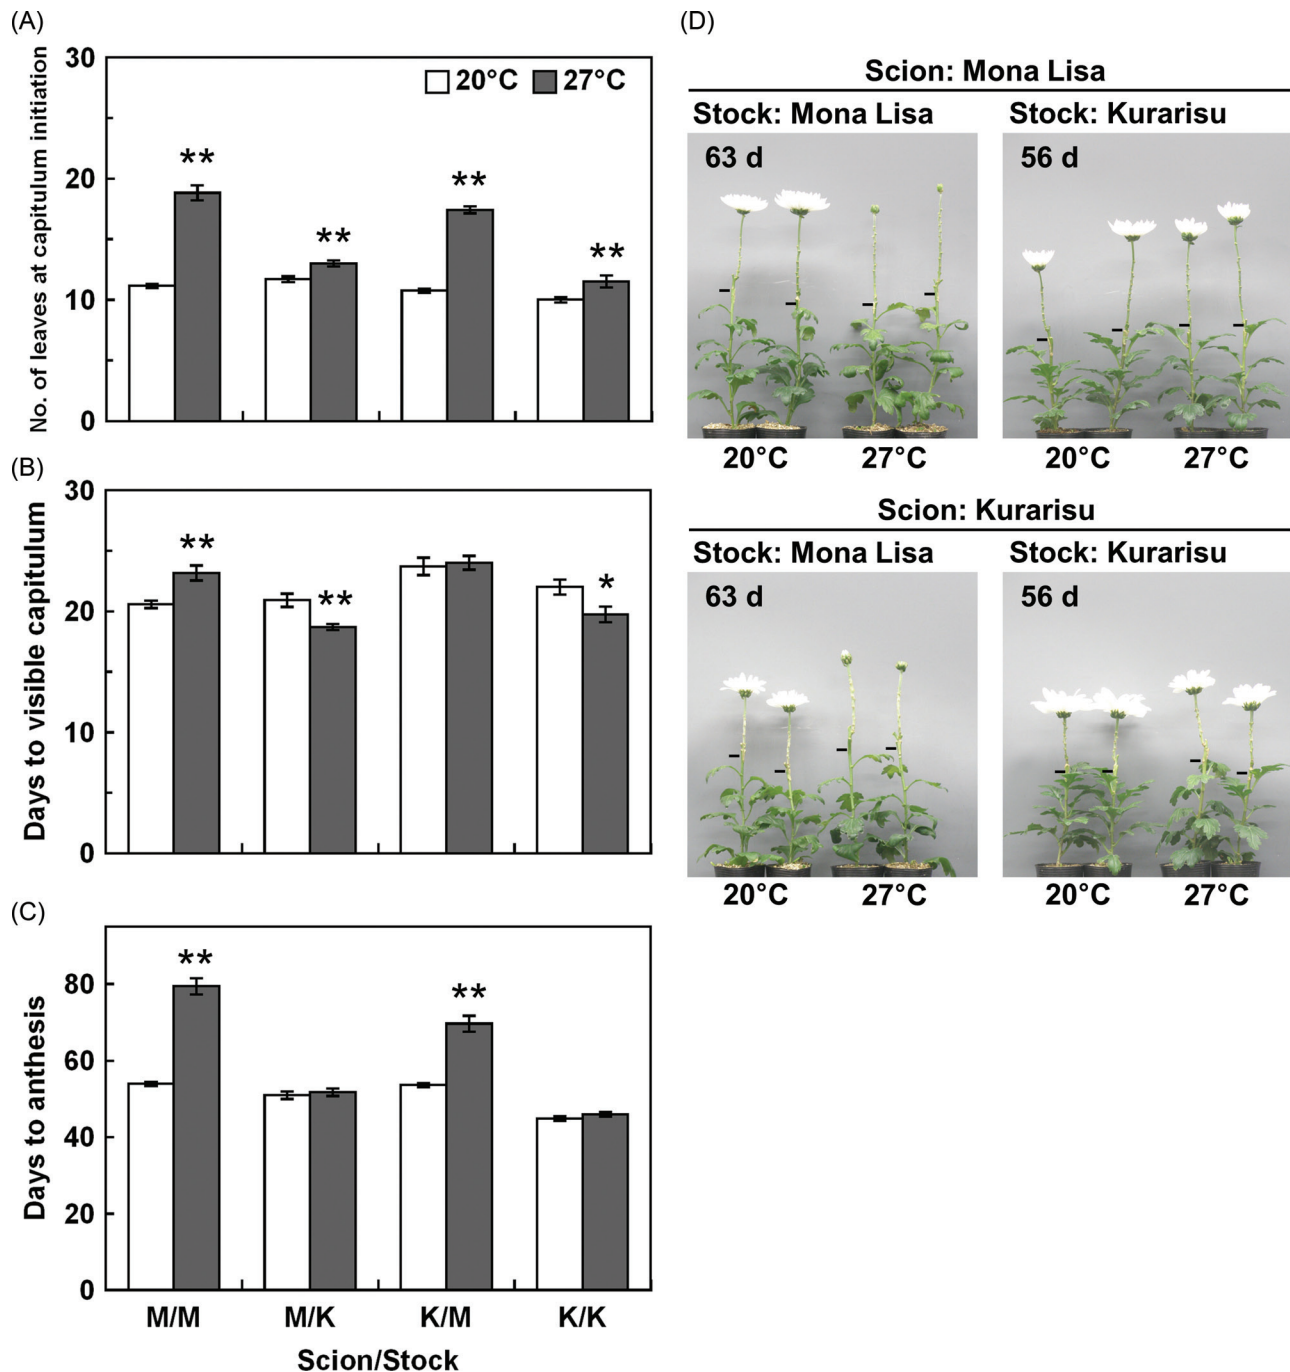 (A)
No. of leaves at capitulum initiation
30
20
10
0
20°C 27°C
**
**
**
**
(B)
Days to visible capitulum
30
20
10
0
**
**
*
(C)
Days to anthesis
80
60
40
20
0
**
**
M/M M/K K/M K/K
Scion/Stock
(D)
Scion: Mona Lisa
Stock: Mona Lisa Stock: Kurarisu
63 d 56 d
20°C 27°C 20°C 27°C
Scion: Kurarisu
Stock: Mona Lisa Stock: Kurarisu
63 d 56 d
20°C 27°C 20°C 27°C